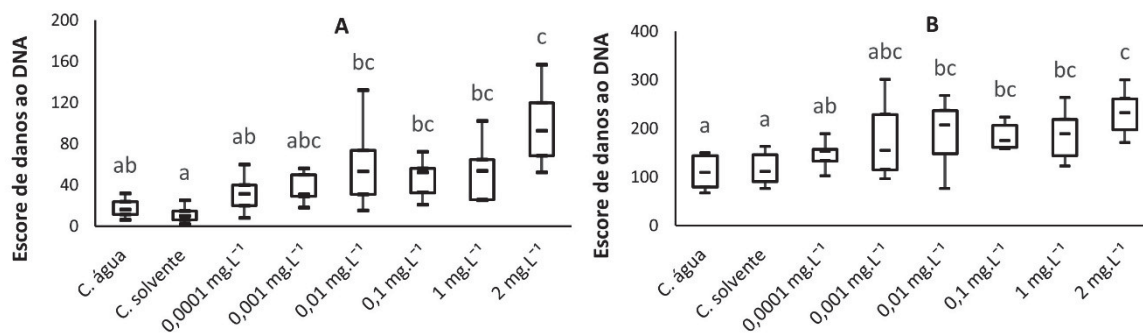 A
Escore de danos ao DNA
200
160
120
80
40
0
ab
a
ab
abc
bc
bc
bc
c
C. água
C. solvente
0,0001 mg.L⁻¹
0,001 mg.L⁻¹
0,01 mg.L⁻¹
0,1 mg.L⁻¹
1 mg.L⁻¹
2 mg.L⁻¹
B
Escore de danos ao DNA
400
300
200
100
0
a
a
ab
abc
bc
bc
bc
c
C. água
C. solvente
0,0001 mg.L⁻¹
0,001 mg.L⁻¹
0,01 mg.L⁻¹
0,1 mg.L⁻¹
1 mg.L⁻¹
2 mg.L⁻¹